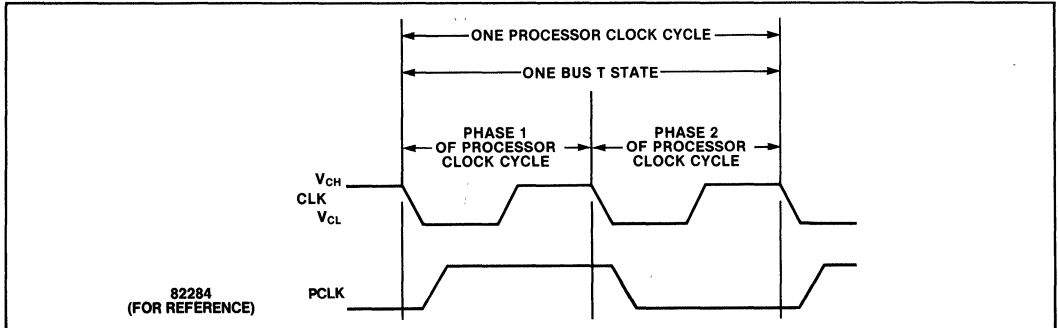 ONE PROCESSOR CLOCK CYCLE
ONE BUS T STATE
PHASE 1
OF PROCESSOR
CLOCK CYCLE
PHASE 2
OF PROCESSOR
CLOCK CYCLE
VCH
CLK
VCL
82284
(FOR REFERENCE)
PCLK